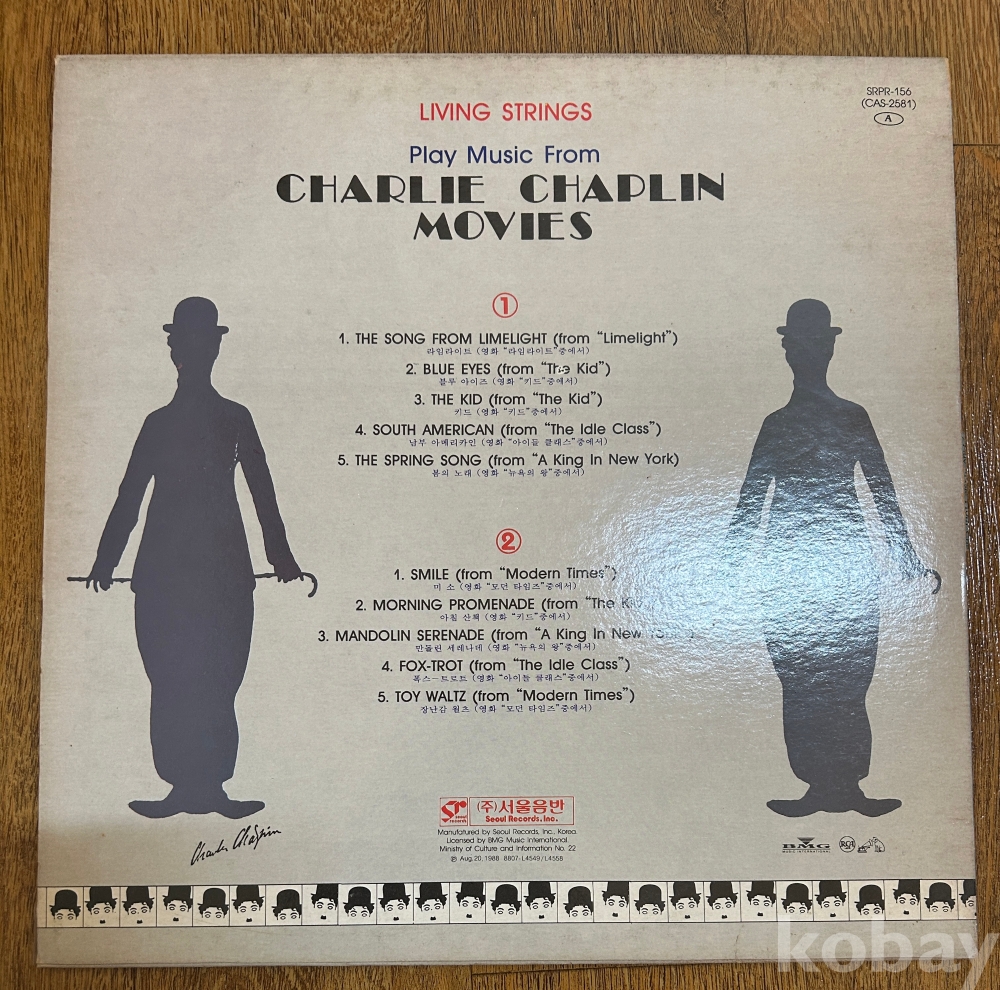 SRPR-156
(CAS-2581)
A
LIVING STRINGS
Play Music From
CHARLIE CHAPLIN
MOVIES
1
1. THE SONG FROM LIMELIGHT (from “Limelight”)
라임라이트 (영화 “라임라이트”중에서)
2. BLUE EYES (from “The Kid”)
블루 아이즈 (영화 “키드”중에서)
3. THE KID (from “The Kid”)
키드 (영화 “키드”중에서)
4. SOUTH AMERICAN (from “The Idle Class”)
남부 아메리카인 (영화 “아이들 클래스”중에서)
5. THE SPRING SONG (from “A King In New York)
봄의 노래 (영화 “뉴욕의 왕”중에서)
2
1. SMILE (from “Modern Times”)
미 소 (영화 “모던 타임즈”중에서)
2. MORNING PROMENADE (from “The Kid
아침 산책 (영화 “키드”중에서)
3. MANDOLIN SERENADE (from “A King In New York
만돌린 세레나데 (영화 “뉴욕의 왕”중에서)
4. FOX-TROT (from “The Idle Class”)
폭스-트로트 (영화 “아이들 클래스”중에서)
5. TOY WALTZ (from “Modern Times”)
장난감 월츠 (영화 “모던 타임즈”중에서)
Charles Chaplin
seoul records
(주)서울음반
Seoul Records, Inc.
Manufatured by Seoul Records, Inc., Korea.
Licensed by BMG Music International.
Ministry of Culture and Information No. 22
℗ Aug. 20, 1988 8807-L4549/L4558
BMG
MUSIC INTERNATIONAL
RCA
kobay